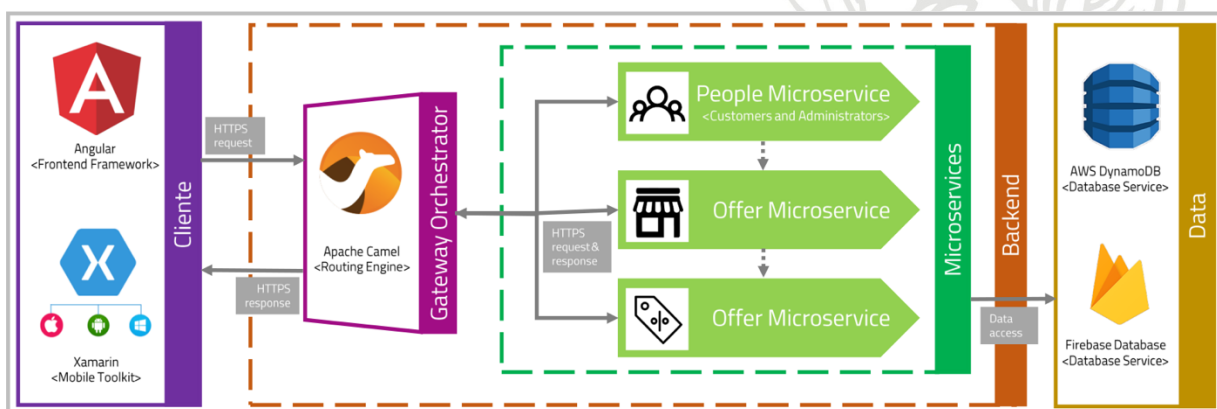 Angular
<Frontend Framework>
Xamarin
<Mobile Toolkit>
Cliente
HTTPS
request
HTTPS
response
Apache Camel
<Routing Engine>
Gateway Orchestrator
HTTPS
request &
response
People Microservice
<Customers and Administrators>
Offer Microservice
Offer Microservice
Microservices
Backend
Data
access
AWS DynamoDB
<Database Service>
Firebase Database
<Database Service>
Data